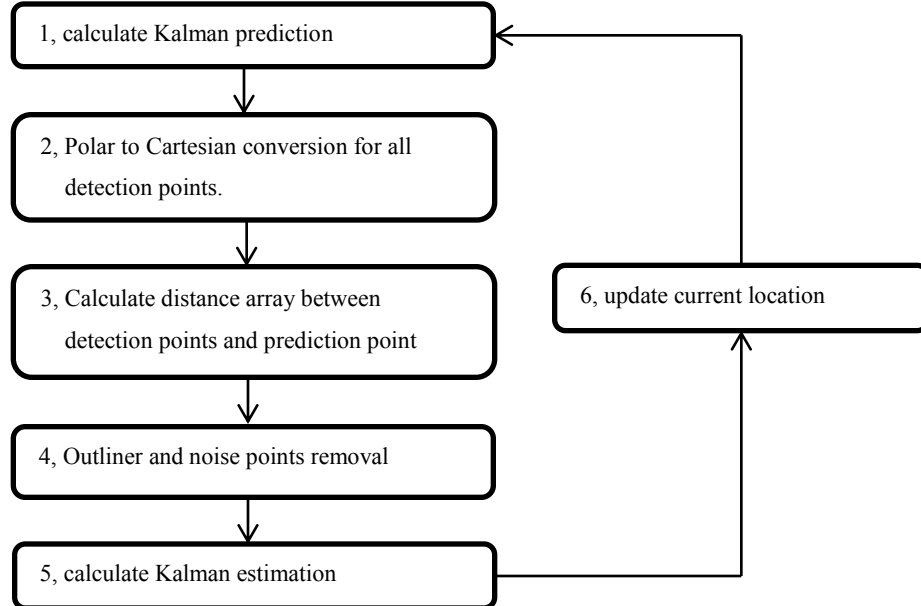 1, calculate Kalman prediction
2, Polar to Cartesian conversion for all
detection points.
3, Calculate distance array between
detection points and prediction point
4, Outliner and noise points removal
5, calculate Kalman estimation
6, update current location